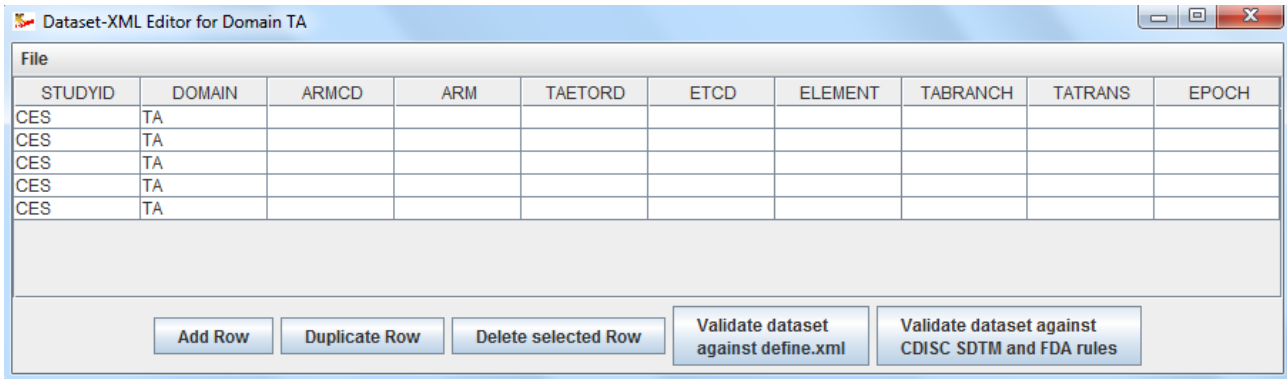 Dataset-XML Editor for Domain TA
File
STUDYID DOMAIN ARMCD ARM TAETORD ETCD ELEMENT TABRANCH TATRANS EPOCH
CES TA
CES TA
CES TA
CES TA
CES TA
Add Row
Duplicate Row
Delete selected Row
Validate dataset
against define.xml
Validate dataset against
CDISC SDTM and FDA rules